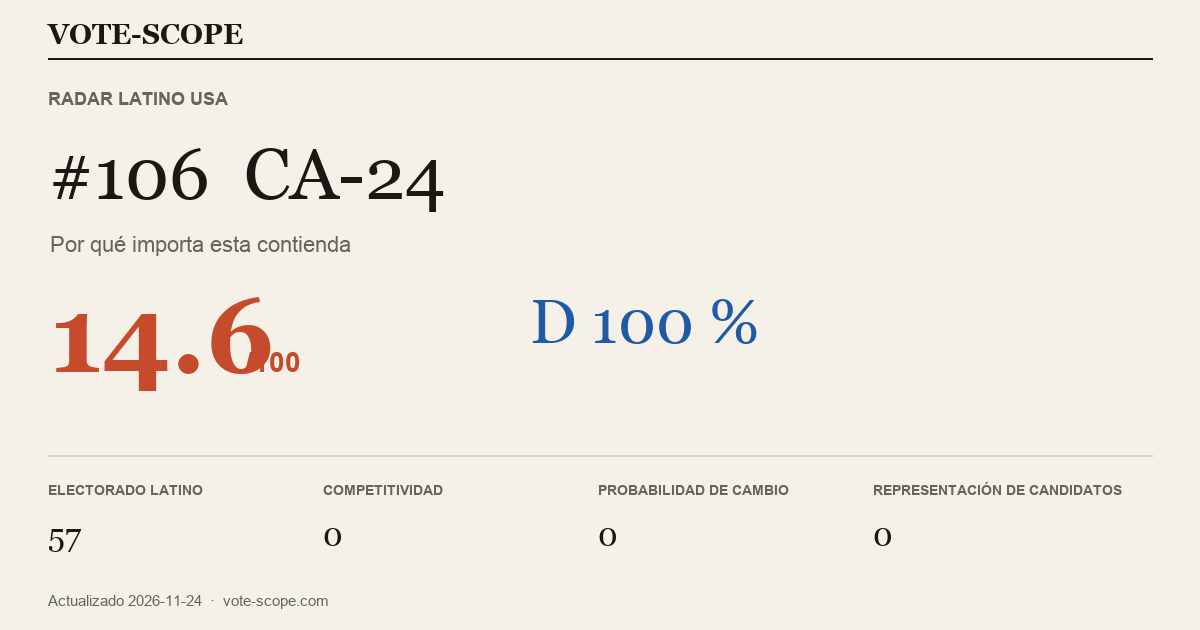 VOTE-SCOPE
RADAR LATINO USA
#106 CA-24
Por qué importa esta contienda
14.6 /100
D 100 %
ELECTORADO LATINO COMPETITIVIDAD PROBABILIDAD DE CAMBIO REPRESENTACIÓN DE CANDIDATOS
57 0 0 0
Actualizado 2026-11-24 · vote-scope.com